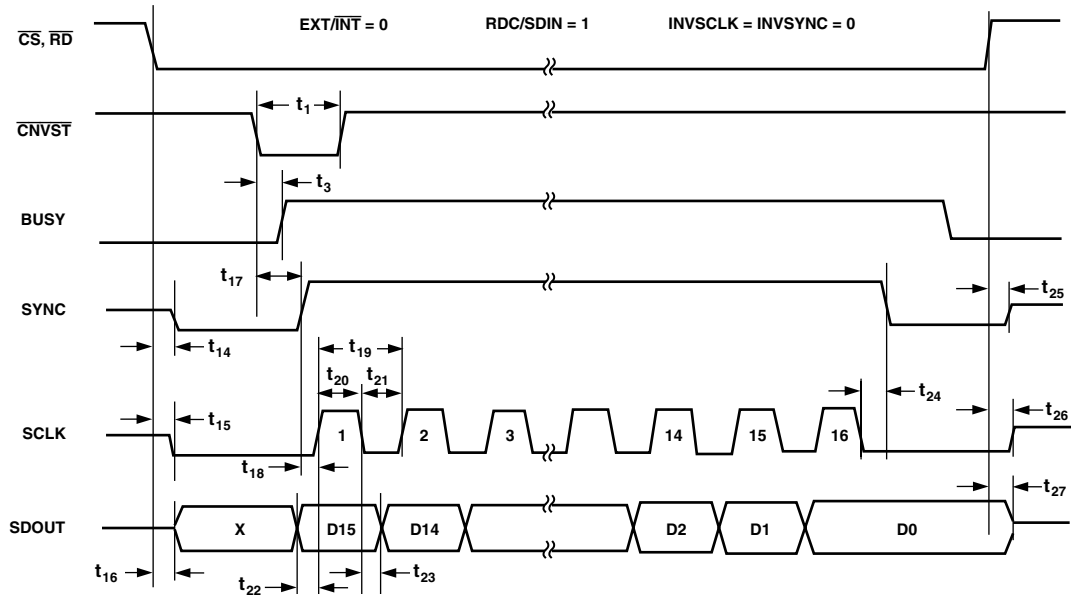 EXT/INT = 0 RDC/SDIN = 1 INVSCLK = INVSYNC = 0
CS, RD
t1
CNVST
t3
BUSY
t17
SYNC
t25
t14
t19
t20 t21
t24
t15
t26
SCLK
1 2 3 14 15 16
t18
t27
SDOUT
X D15 D14 D2 D1 D0
t16
t22
t23